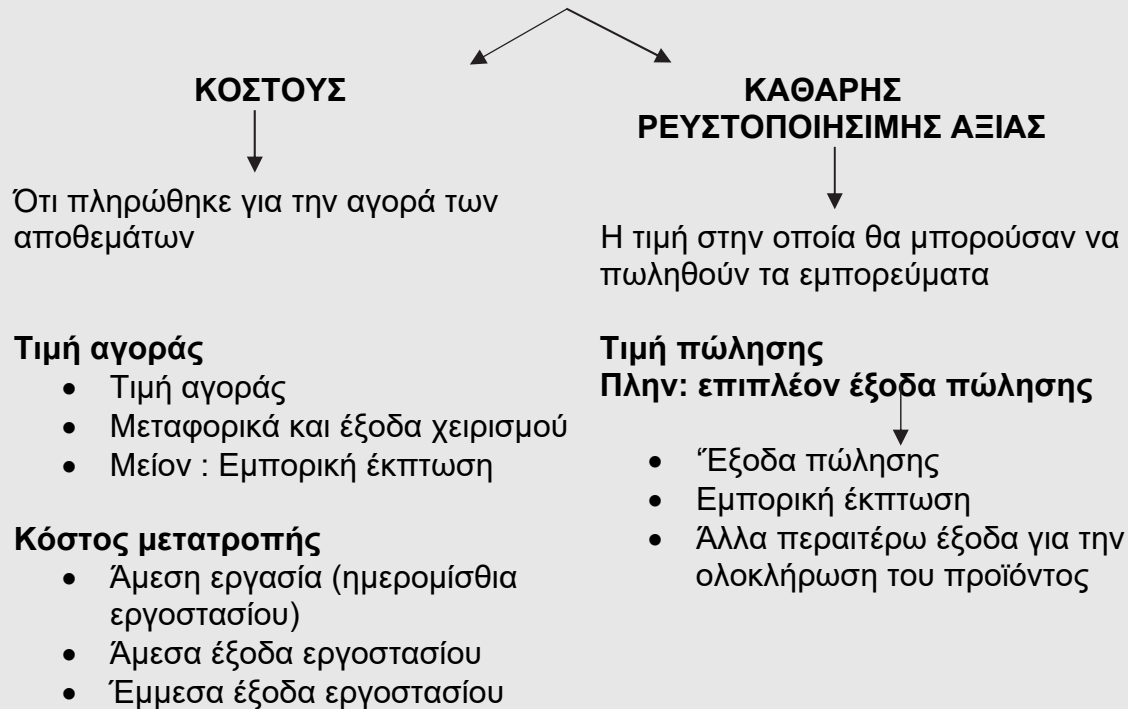 ΚΟΣΤΟΥΣ
Ότι πληρώθηκε για την αγορά των
αποθεμάτων
Τιμή αγοράς
• Τιμή αγοράς
• Μεταφορικά και έξοδα χειρισμού
• Μείον : Εμπορική έκπτωση
Κόστος μετατροπής
• Άμεση εργασία (ημερομίσθια
εργοστασίου)
• Άμεσα έξοδα εργοστασίου
• Έμμεσα έξοδα εργοστασίου
ΚΑΘΑΡΗΣ
ΡΕΥΣΤΟΠΟΙΗΣΙΜΗΣ ΑΞΙΑΣ
Η τιμή στην οποία θα μπορούσαν να
πωληθούν τα εμπορεύματα
Τιμή πώλησης
Πλην: επιπλέον έξοδα πώλησης
• ‘Έξοδα πώλησης
• Εμπορική έκπτωση
• Άλλα περαιτέρω έξοδα για την
ολοκλήρωση του προϊόντος